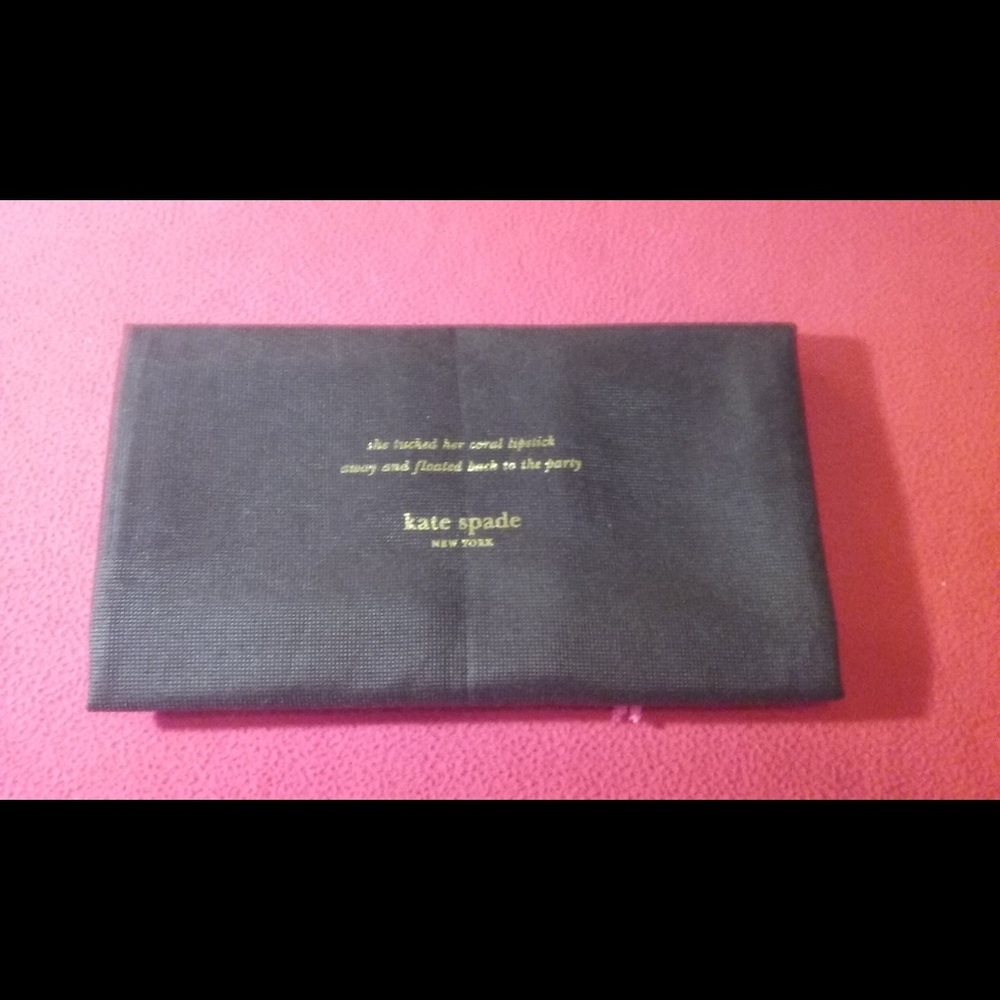 she tucked her coral lipstick
away and floated back to the party
kate spade
NEW YORK